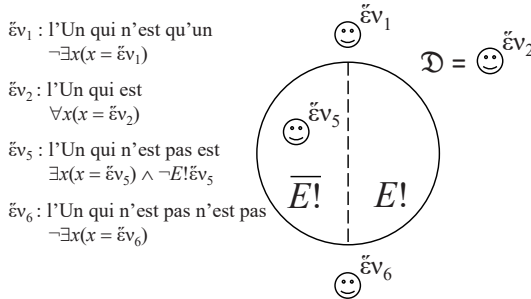 ἕ̋ν₁ : l'Un qui n'est qu'un
¬∃x(x = ἕν₁)
ἕν₂ : l'Un qui est
∀x(x = ἕν₂)
ἕν₅ : l'Un qui n'est pas est
∃x(x = ἕν₅) ∧ ¬E!ἕν₅
ἕν₆ : l'Un qui n'est pas n'est pas
¬∃x(x = ἕν₆)
ἕν₁
𝔇 = ἕν₂
ἕν₅
E̅!̅ E!
ἕν₆